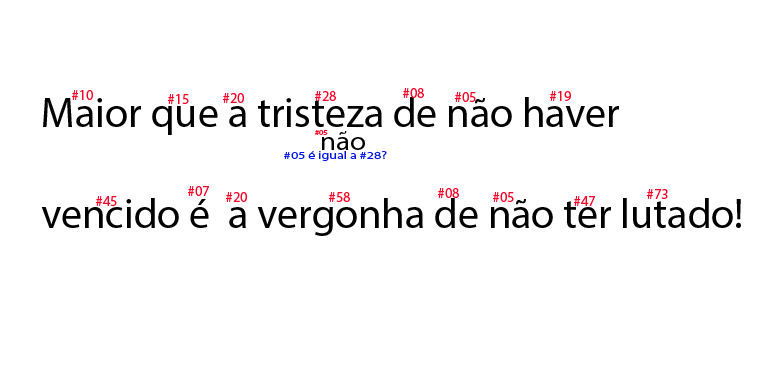 #10 #15 #20 #28 #08 #05 #19
Maior que a tristeza de não haver
#05
não
#05 é igual a #28?
#45 #07 #20 #58 #08 #05 #47 #73
vencido é a vergonha de não ter lutado!